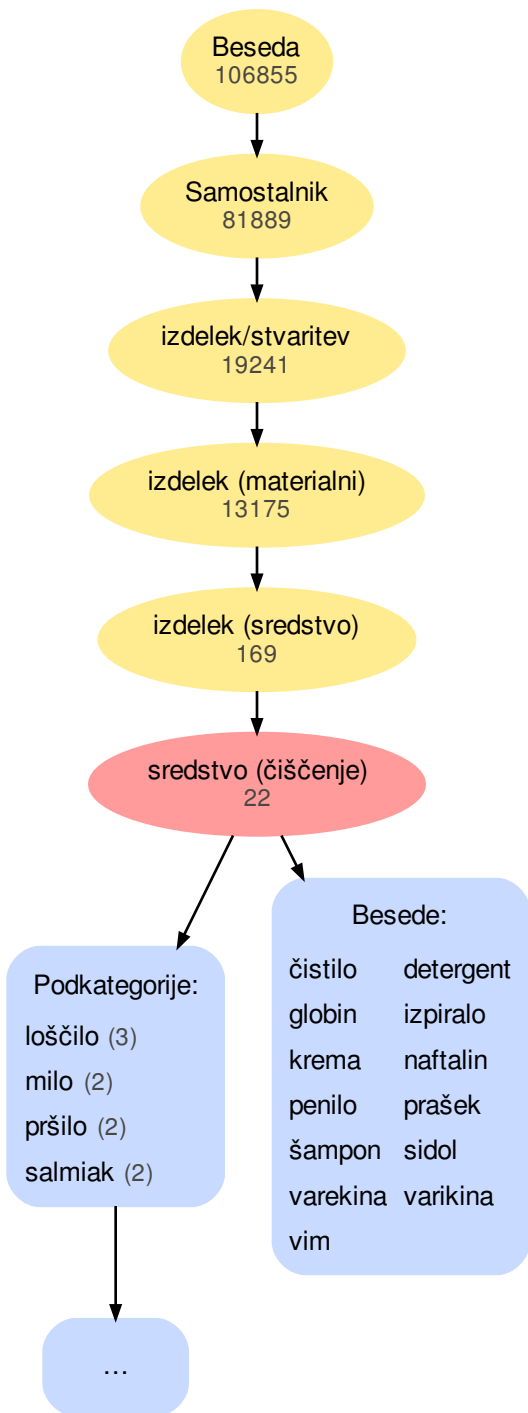 Beseda
106855
Samostalnik
81889
izdelek/stvaritev
19241
izdelek (materialni)
13175
izdelek (sredstvo)
169
sredstvo (čiščenje)
22
Podkategorije:
loščilo (3)
milo (2)
pršilo (2)
salmiak (2)
...
Besede:
čistilo detergent
globin izpiralo
krema naftalin
penilo prašek
šampon sidol
varekina varikina
vim